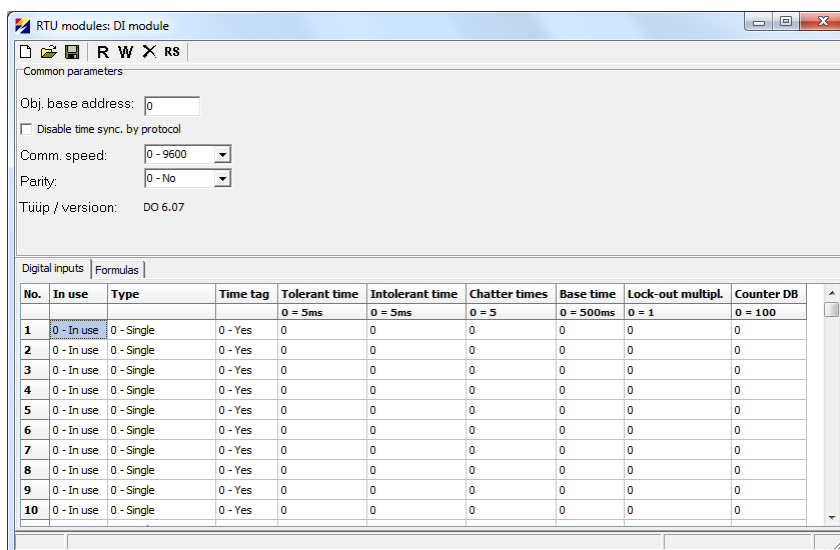 RTU modules: DI module
R W RS
Common parameters
Obj. base address: 0
Disable time sync. by protocol
Comm. speed: 0 - 9600
Parity: 0 - No
Tüüp / versioon: DO 6.07
Digital inputs Formulas
No. In use Type Time tag Tolerant time Intolerant time Chatter times Base time Lock-out multipl. Counter DB
0 = 5ms 0 = 5ms 0 = 5 0 = 500ms 0 = 1 0 = 100
1 0 - In use 0 - Single 0 - Yes 0 0 0 0 0 0
2 0 - In use 0 - Single 0 - Yes 0 0 0 0 0 0
3 0 - In use 0 - Single 0 - Yes 0 0 0 0 0 0
4 0 - In use 0 - Single 0 - Yes 0 0 0 0 0 0
5 0 - In use 0 - Single 0 - Yes 0 0 0 0 0 0
6 0 - In use 0 - Single 0 - Yes 0 0 0 0 0 0
7 0 - In use 0 - Single 0 - Yes 0 0 0 0 0 0
8 0 - In use 0 - Single 0 - Yes 0 0 0 0 0 0
9 0 - In use 0 - Single 0 - Yes 0 0 0 0 0 0
10 0 - In use 0 - Single 0 - Yes 0 0 0 0 0 0